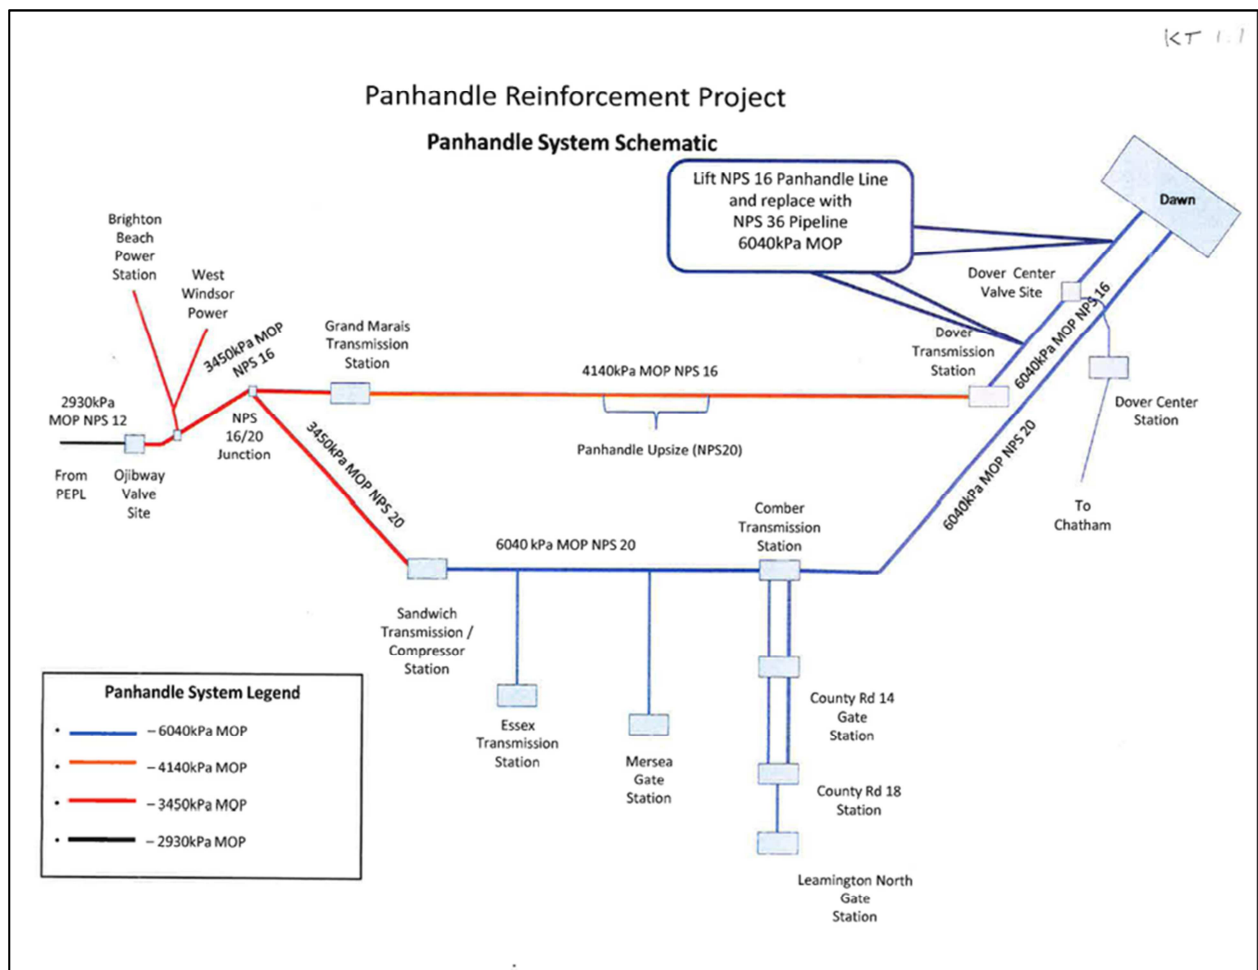 KT 1.1
Panhandle Reinforcement Project
Panhandle System Schematic
Lift NPS 16 Panhandle Line
and replace with
NPS 36 Pipeline
6040kPa MOP
Dawn
Brighton
Beach
Power
Station
West
Windsor
Power
3450kPa MOP
NPS 16
Grand Marais
Transmission
Station
4140kPa MOP NPS 16
Panhandle Upsize (NPS20)
Dover Center
Valve Site
Dover
Transmission
Station
6040kPa MOP NPS 16
Dover Center
Station
To
Chatham
2930kPa
MOP NPS 12
From
PEPL
Ojibway
Valve
Site
NPS
16/20
Junction
3450kPa MOP NPS 20
6040kPa MOP NPS 20
Comber
Transmission
Station
6040 kPa MOP NPS 20
Sandwich
Transmission /
Compressor
Station
Essex
Transmission
Station
Mersea
Gate
Station
County Rd 14
Gate
Station
County Rd 18
Station
Leamington North
Gate
Station
Panhandle System Legend
• – 6040kPa MOP
• – 4140kPa MOP
• – 3450kPa MOP
• – 2930kPa MOP